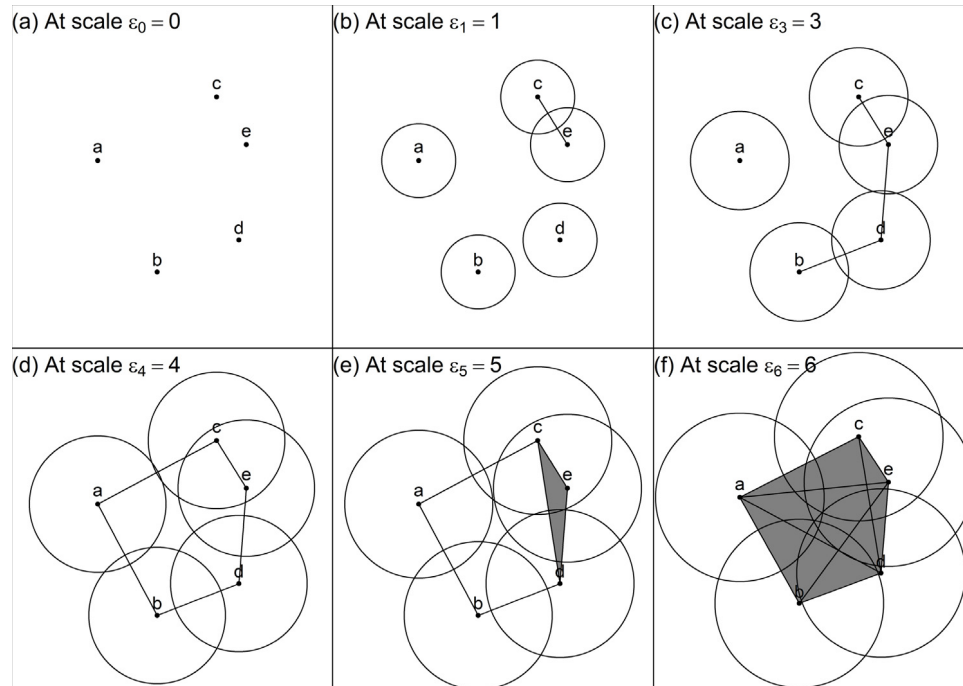 (a) At scale ε₀ = 0
c
e
a
d
b
(b) At scale ε₁ = 1
c
e
a
d
b
(c) At scale ε₃ = 3
c
e
a
d
b
(d) At scale ε₄ = 4
c
e
a
d
b
(e) At scale ε₅ = 5
c
e
a
d
b
(f) At scale ε₆ = 6
c
e
a
d
b